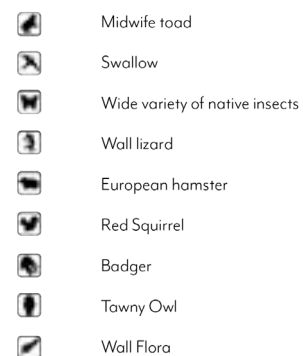 Midwife toad
Swallow
Wide variety of native insects
Wall lizard
European hamster
Red Squirrel
Badger
Tawny Owl
Wall Flora